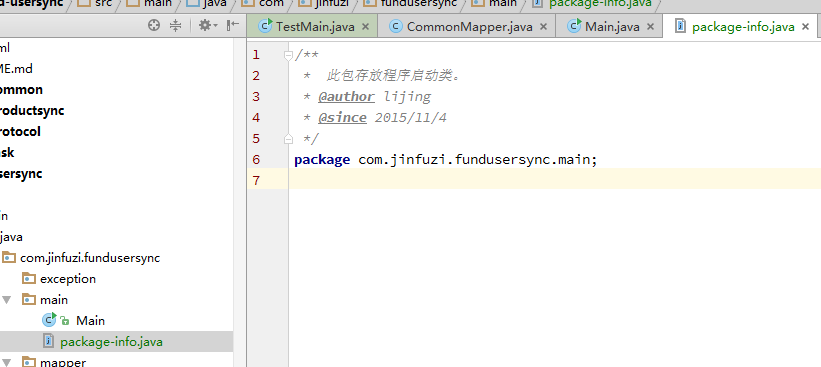 d-usersync src main java com jinfuzi fundusersync main package-info.java
TestMain.java CommonMapper.java Main.java package-info.java
ml
ME.md
ommon
roductsync
rotocol
sk
sersync
in
java
com.jinfuzi.fundusersync
exception
main
Main
package-info.java
mapper
1 /**
2 * 此包存放程序启动类。
3 * @author lijing
4 * @since 2015/11/4
5 */
6 package com.jinfuzi.fundusersync.main;
7